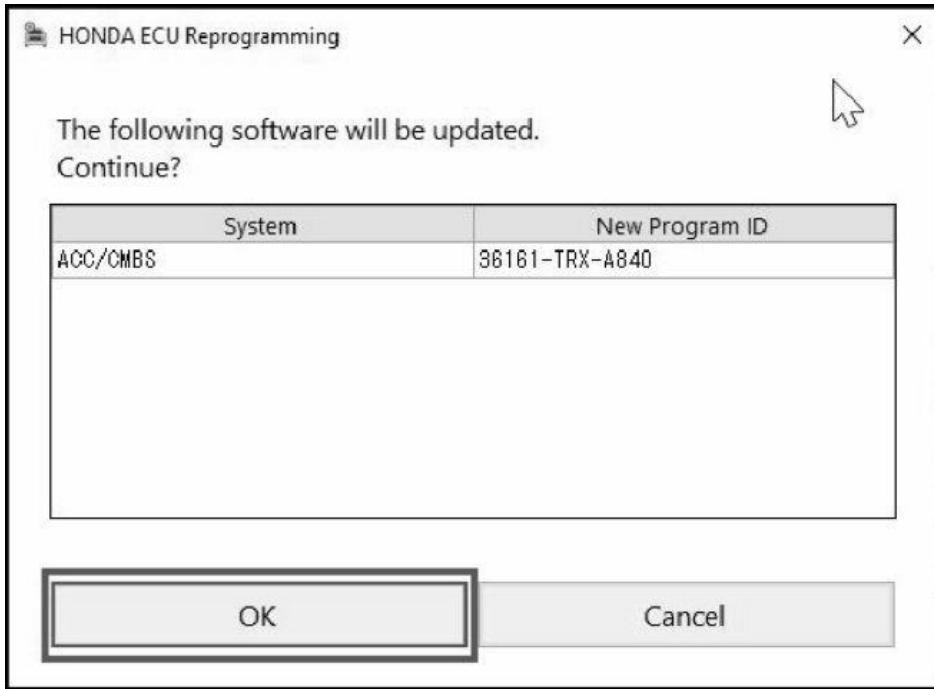 HONDA ECU Reprogramming
The following software will be updated.
Continue?
System New Program ID
ACC/CMBS 36161-TRX-A840
OK Cancel